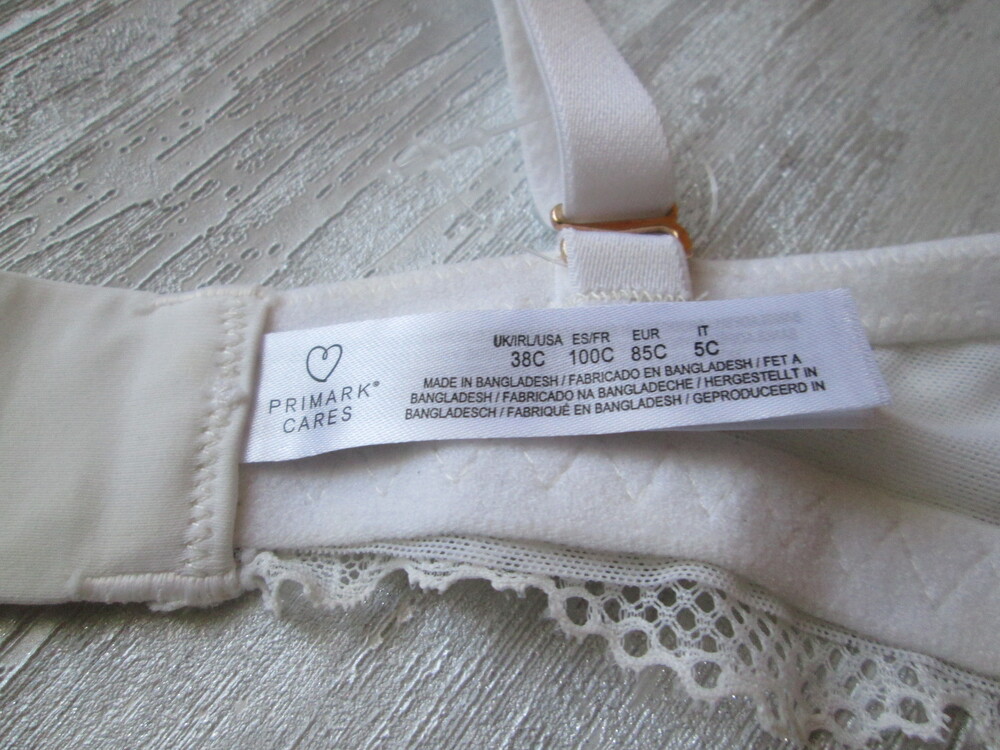 PRIMARK®
CARES
UK/IRL/USA ES/FR EUR IT
38C 100C 85C 5C
MADE IN BANGLADESH / FABRICADO EN BANGLADESH / FET A
BANGLADESH / FABRICADO NA BANGLADECHE / HERGESTELLT IN
BANGLADESCH / FABRIQUÉ EN BANGLADESH / GEPRODUCEERD IN